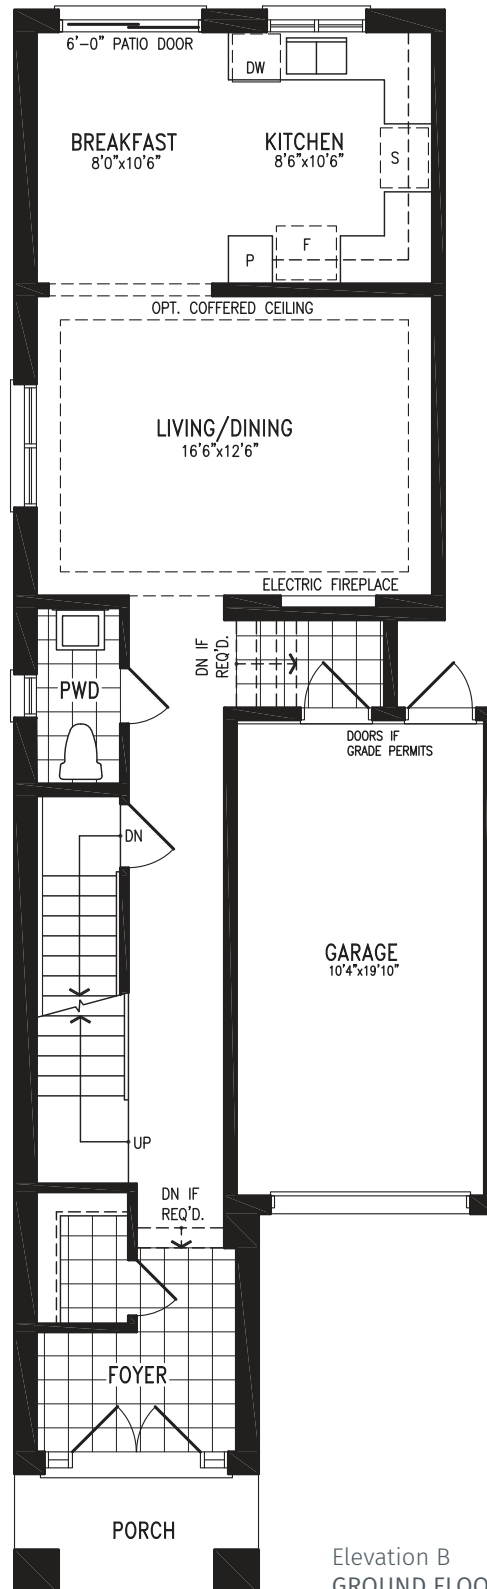 6'-0" PATIO DOOR
DW
BREAKFAST
8'0"x10'6"
KITCHEN
8'6"x10'6"
S
F
P
OPT. COFFERED CEILING
LIVING/DINING
16'6"x12'6"
ELECTRIC FIREPLACE
DN IF
REQ'D.
PWD
DOORS IF
GRADE PERMITS
DN
GARAGE
10'4"x19'10"
UP
DN IF
REQ'D.
FOYER
PORCH
Elevation B
GROUND FLOO